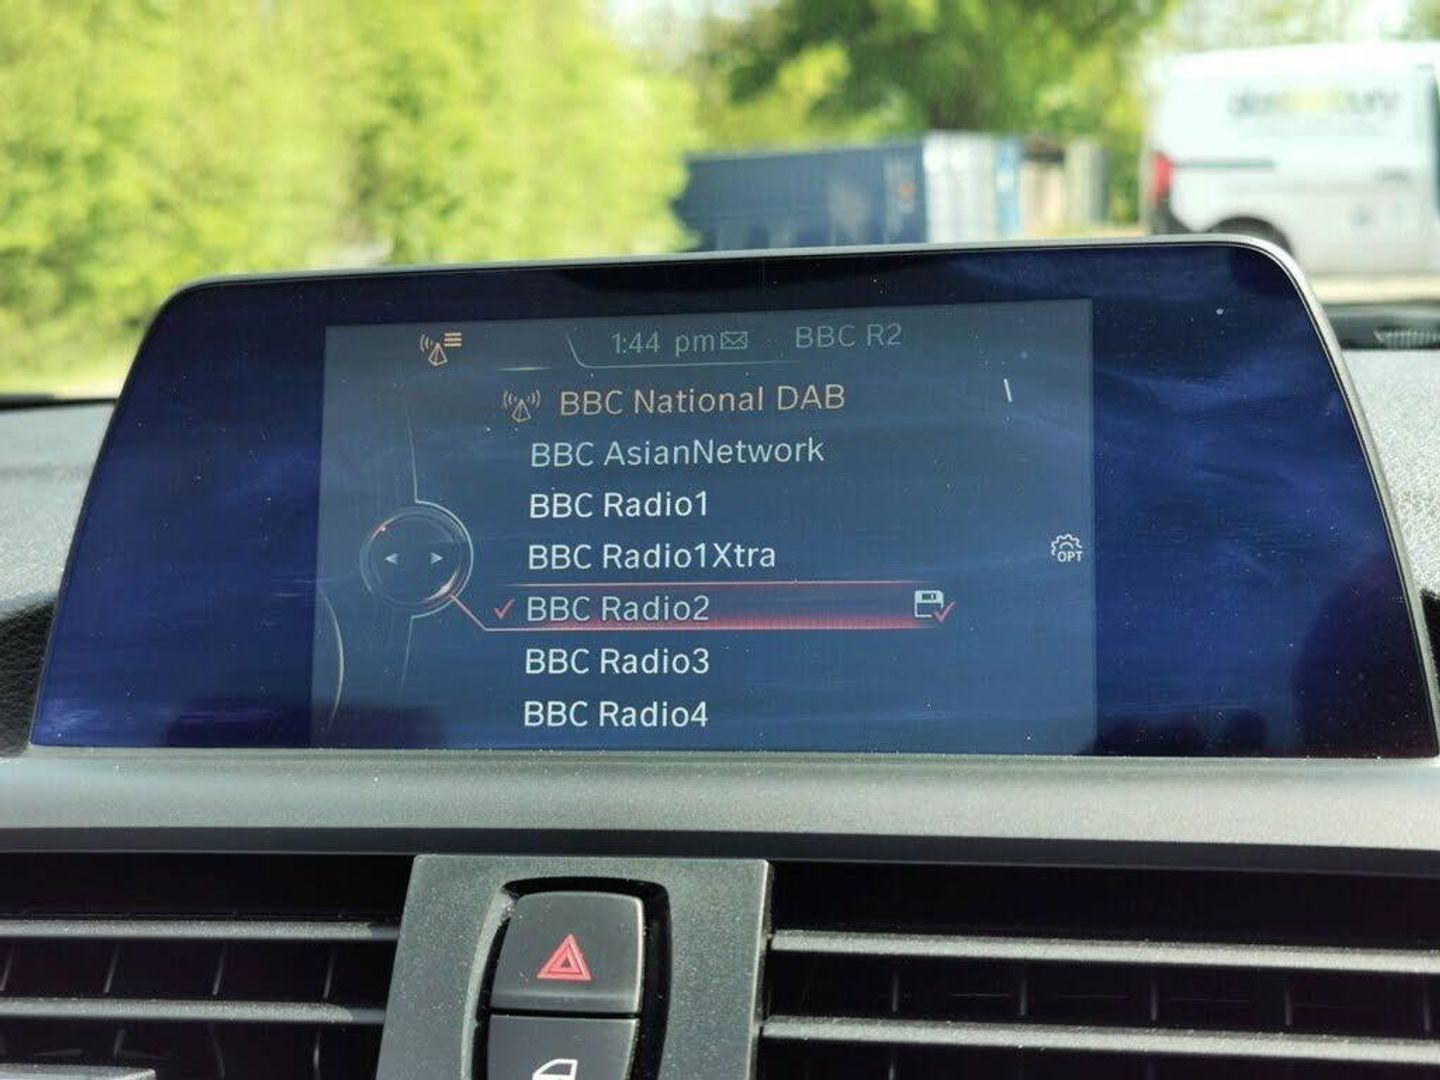 1:44 pm BBC R2
BBC National DAB
BBC AsianNetwork
BBC Radio1
BBC Radio1Xtra
BBC Radio2
BBC Radio3
BBC Radio4
OPT